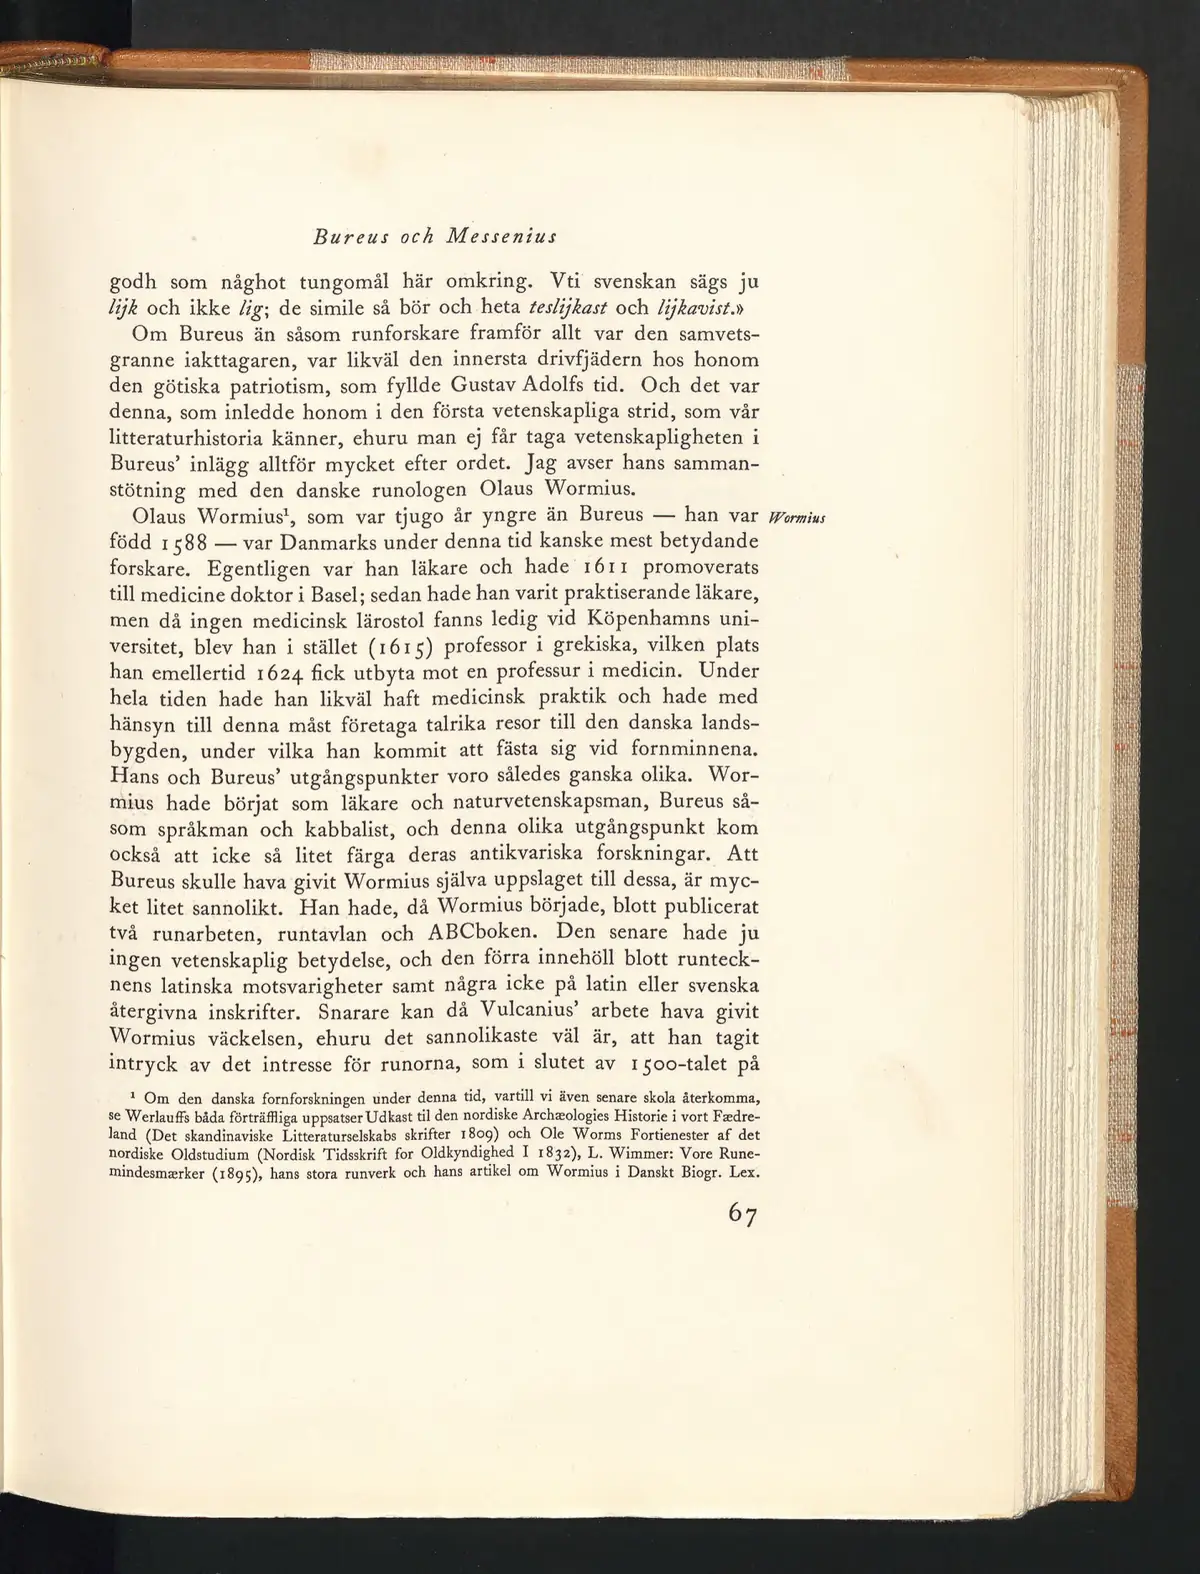 Bureus och Messenius
godh som någhot tungomål här omkring. Vti svenskan sägs ju
lijk och ikke lig; de simile så bör och heta teslijkast och lijkavist.»
Om Bureus än såsom runforskare framför allt var den samvets-
granne iakttagaren, var likväl den innersta drivfjädern hos honom
den götiska patriotism, som fyllde Gustav Adolfs tid. Och det var
denna, som inledde honom i den första vetenskapliga strid, som vår
litteraturhistoria känner, ehuru man ej får taga vetenskapligheten i
Bureus’ inlägg alltför mycket efter ordet. Jag avser hans samman-
stötning med den danske runologen Olaus Wormius.
Olaus Wormius¹, som var tjugo år yngre än Bureus — han var Wormius
född 1588 — var Danmarks under denna tid kanske mest betydande
forskare. Egentligen var han läkare och hade 1611 promoverats
till medicine doktor i Basel; sedan hade han varit praktiserande läkare,
men då ingen medicinsk lärostol fanns ledig vid Köpenhamns uni-
versitet, blev han i stället (1615) professor i grekiska, vilken plats
han emellertid 1624 fick utbyta mot en professur i medicin. Under
hela tiden hade han likväl haft medicinsk praktik och hade med
hänsyn till denna måst företaga talrika resor till den danska lands-
bygden, under vilka han kommit att fästa sig vid fornminnena.
Hans och Bureus’ utgångspunkter voro således ganska olika. Wor-
mius hade börjat som läkare och naturvetenskapsman, Bureus så-
som språkman och kabbalist, och denna olika utgångspunkt kom
också att icke så litet färga deras antikvariska forskningar. Att
Bureus skulle hava givit Wormius själva uppslaget till dessa, är myc-
ket litet sannolikt. Han hade, då Wormius började, blott publicerat
två runarbeten, runtavlan och ABCboken. Den senare hade ju
ingen vetenskaplig betydelse, och den förra innehöll blott runteck-
nens latinska motsvarigheter samt några icke på latin eller svenska
återgivna inskrifter. Snarare kan då Vulcanius’ arbete hava givit
Wormius väckelsen, ehuru det sannolikaste väl är, att han tagit
intryck av det intresse för runorna, som i slutet av 1500-talet på
¹ Om den danska fornforskningen under denna tid, vartill vi även senare skola återkomma,
se Werlauffs båda förträffliga uppsatser Udkast til den nordiske Archæologies Historie i vort Fædre-
land (Det skandinaviske Litteraturselskabs skrifter 1809) och Ole Worms Fortienester af det
nordiske Oldstudium (Nordisk Tidsskrift for Oldkyndighed I 1832), L. Wimmer: Vore Rune-
mindesmærker (1895), hans stora runverk och hans artikel om Wormius i Danskt Biogr. Lex.
67